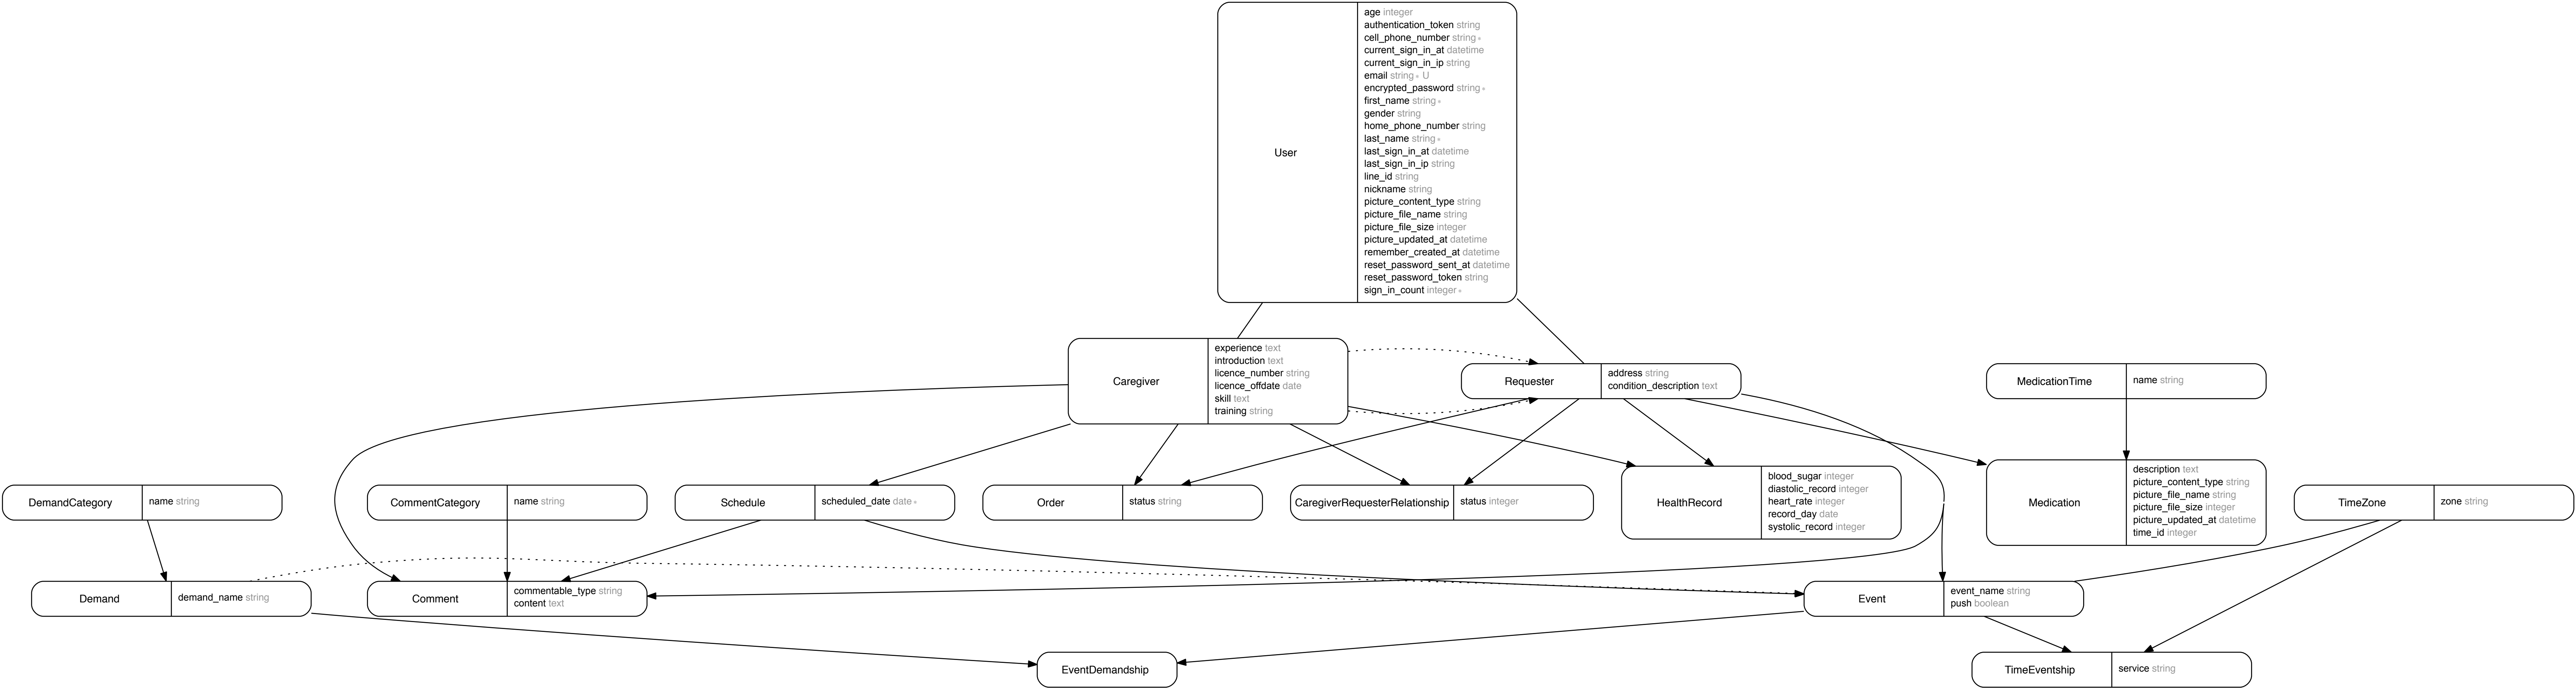 User
age integer
authentication_token string
cell_phone_number string *
current_sign_in_at datetime
current_sign_in_ip string
email string * U
encrypted_password string *
first_name string *
gender string
home_phone_number string
last_name string *
last_sign_in_at datetime
last_sign_in_ip string
line_id string
nickname string
picture_content_type string
picture_file_name string
picture_file_size integer
picture_updated_at datetime
remember_created_at datetime
reset_password_sent_at datetime
reset_password_token string
sign_in_count integer *
Caregiver
experience text
introduction text
licence_number string
licence_offdate date
skill text
training string
Requester
address string
condition_description text
MedicationTime
name string
DemandCategory
name string
CommentCategory
name string
Schedule
scheduled_date date *
Order
status string
CaregiverRequesterRelationship
status integer
HealthRecord
blood_sugar integer
diastolic_record integer
heart_rate integer
record_day date
systolic_record integer
Medication
description text
picture_content_type string
picture_file_name string
picture_file_size integer
picture_updated_at datetime
time_id integer
TimeZone
zone string
Demand
demand_name string
Comment
commentable_type string
content text
Event
event_name string
push boolean
EventDemandship
TimeEventship
service string